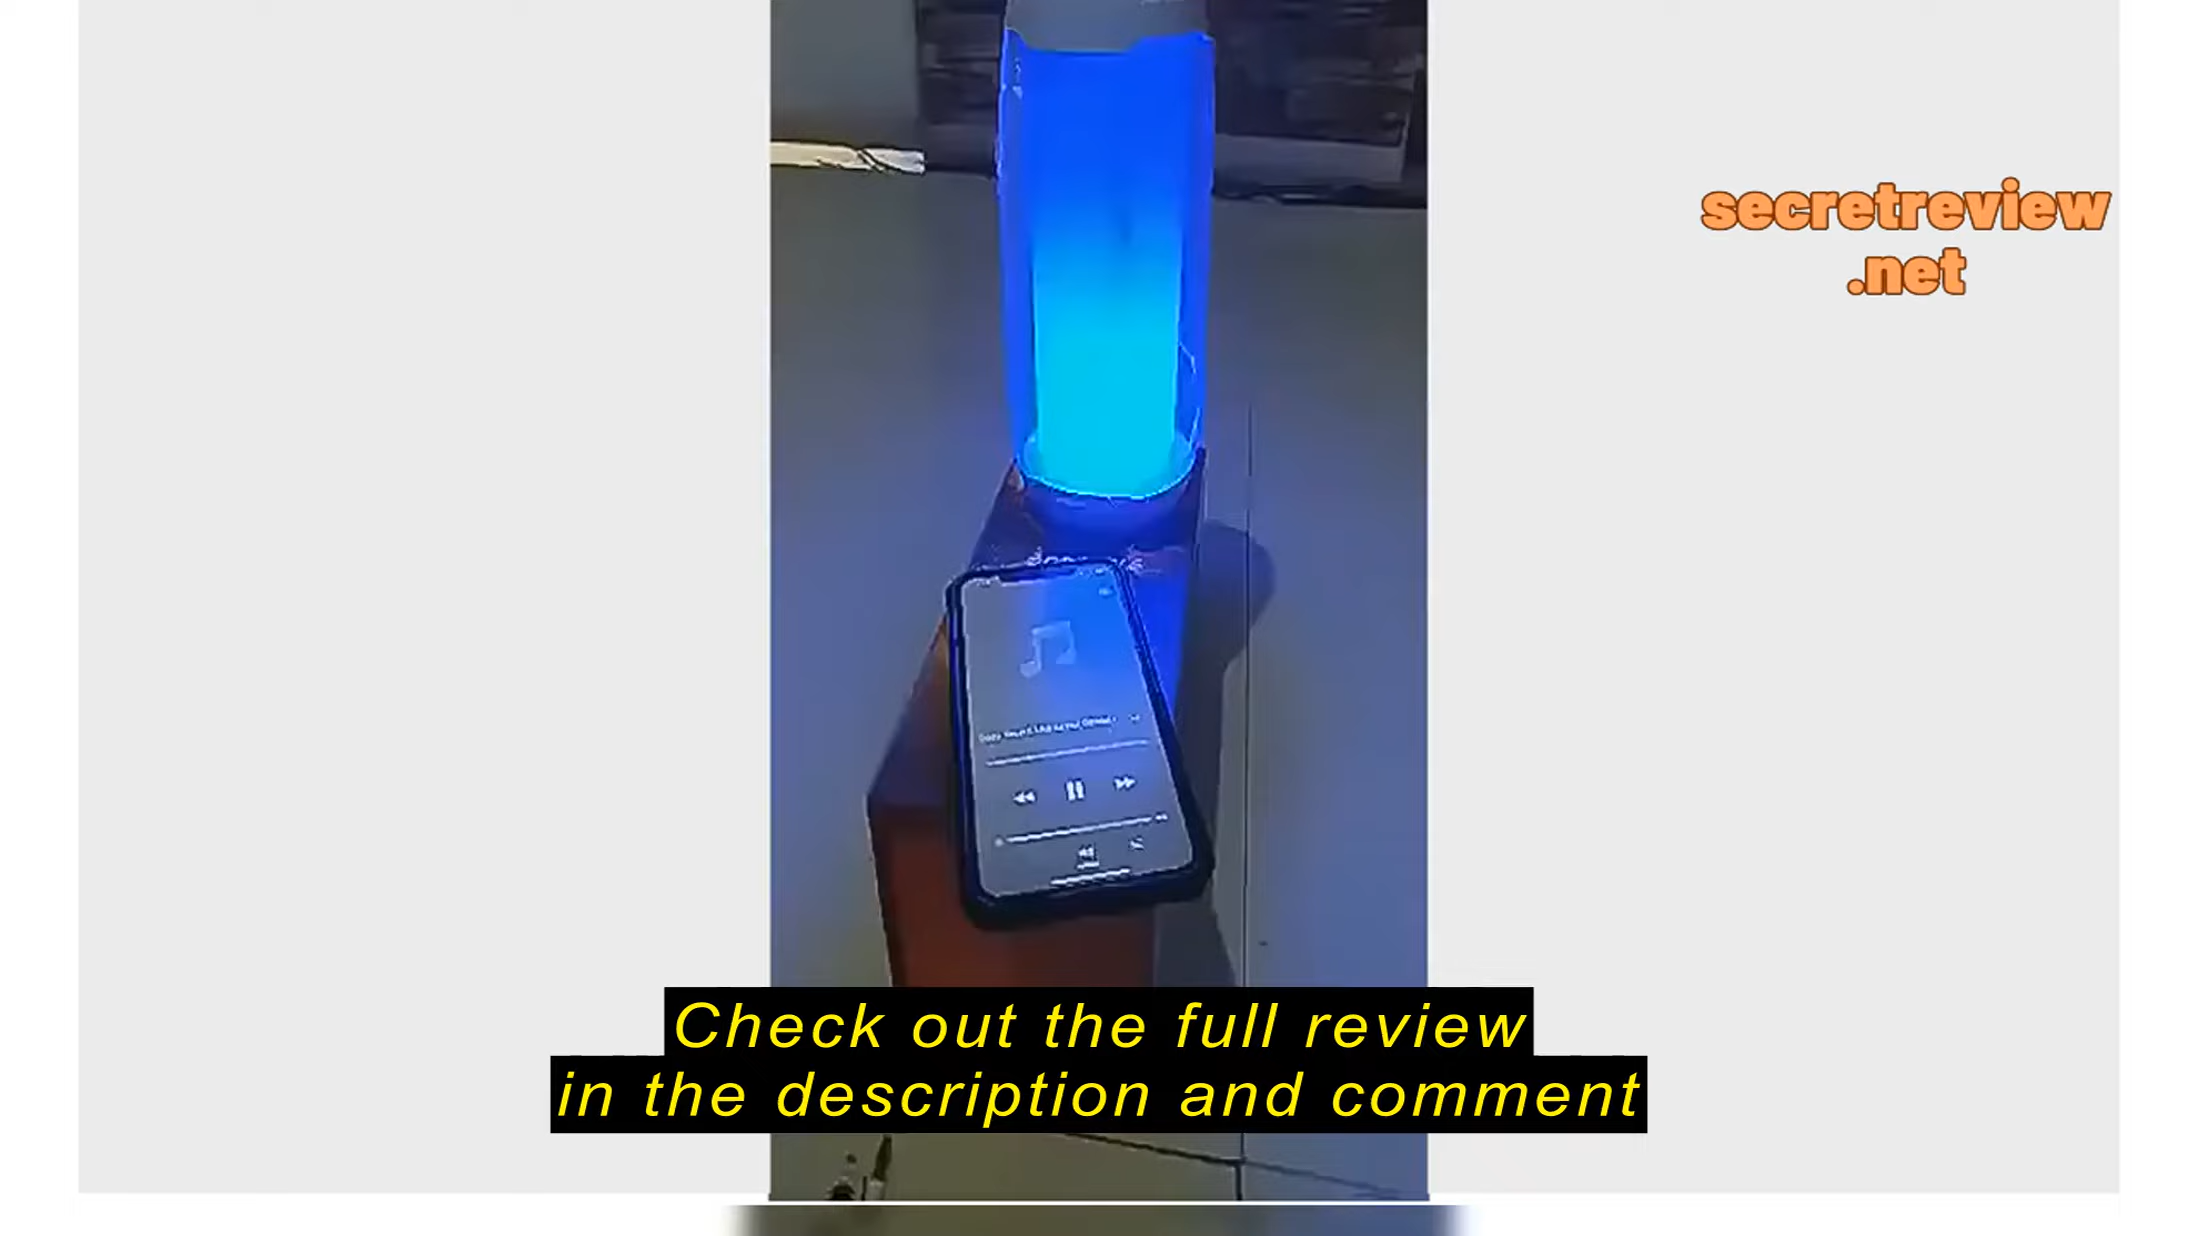 secretreview
.net
Check out the full review
in the description and comment